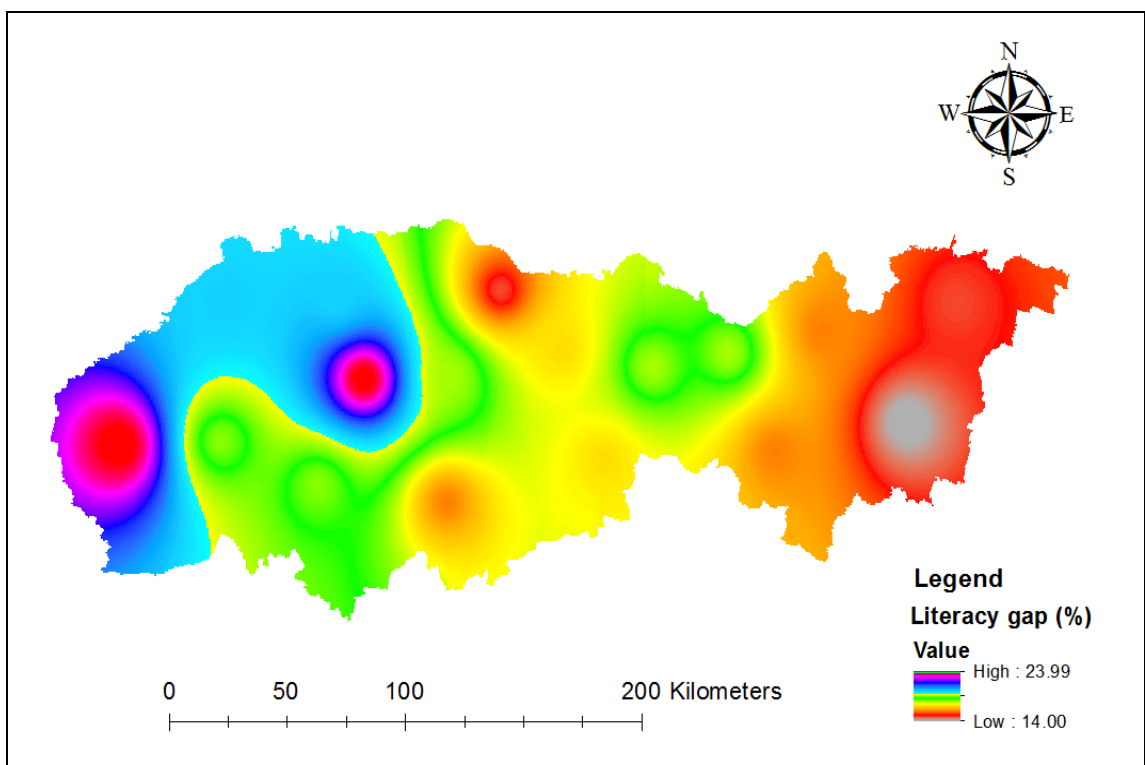 N
W E
S
Legend
Literacy gap (%)
Value
High : 23.99
Low : 14.00
0 50 100 200 Kilometers